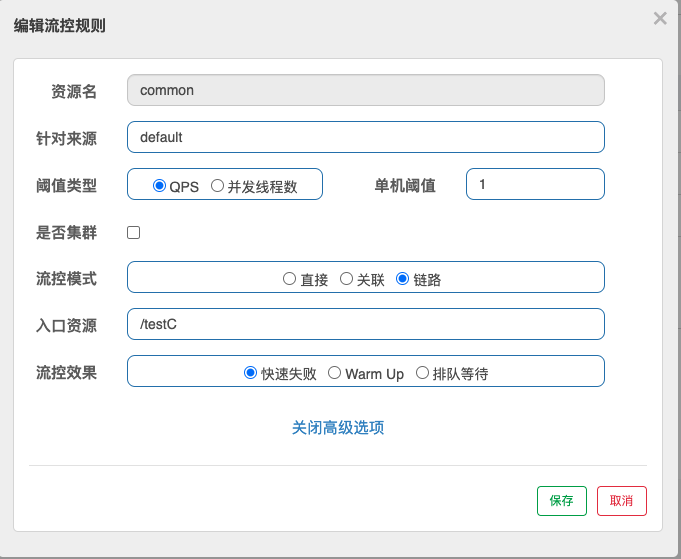 编辑流控规则
×
资源名 common
针对来源 default
阈值类型 QPS 并发线程数 单机阈值 1
是否集群
流控模式 直接 关联 链路
入口资源 /testC
流控效果 快速失败 Warm Up 排队等待
关闭高级选项
保存 取消